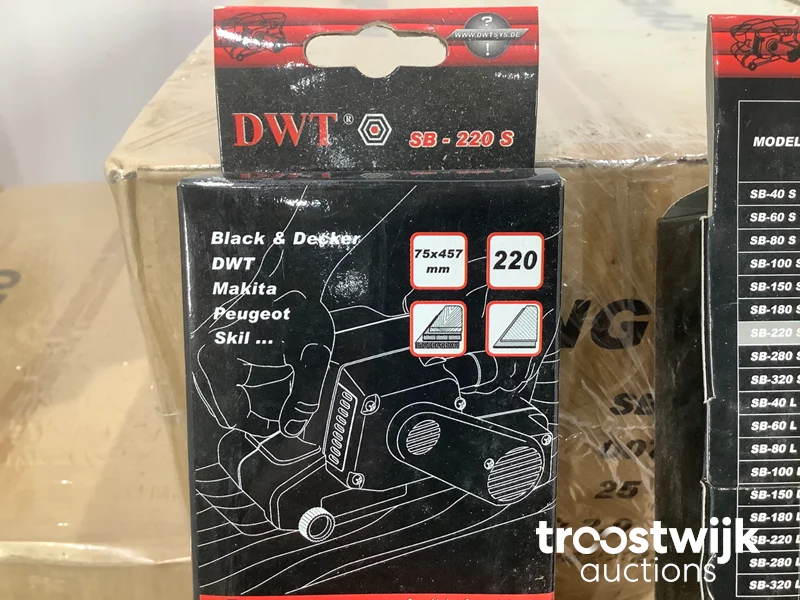 ?
WWW.DWTSYS.DE
!
DWT®
SB - 220 S
Black & Decker
DWT
Makita
Peugeot
Skil ...
75x457
mm
220
NG
25
MODEL
SB-40 S
SB-60 S
SB-80 S
SB-100 S
SB-150 S
SB-180 S
SB-220 S
SB-280 S
SB-320 S
SB-40 L
SB-60 L
SB-80 L
SB-100 L
SB-150 L
SB-180 L
SB-220 L
SB-280 L
SB-320 L
troostwijk
auctions